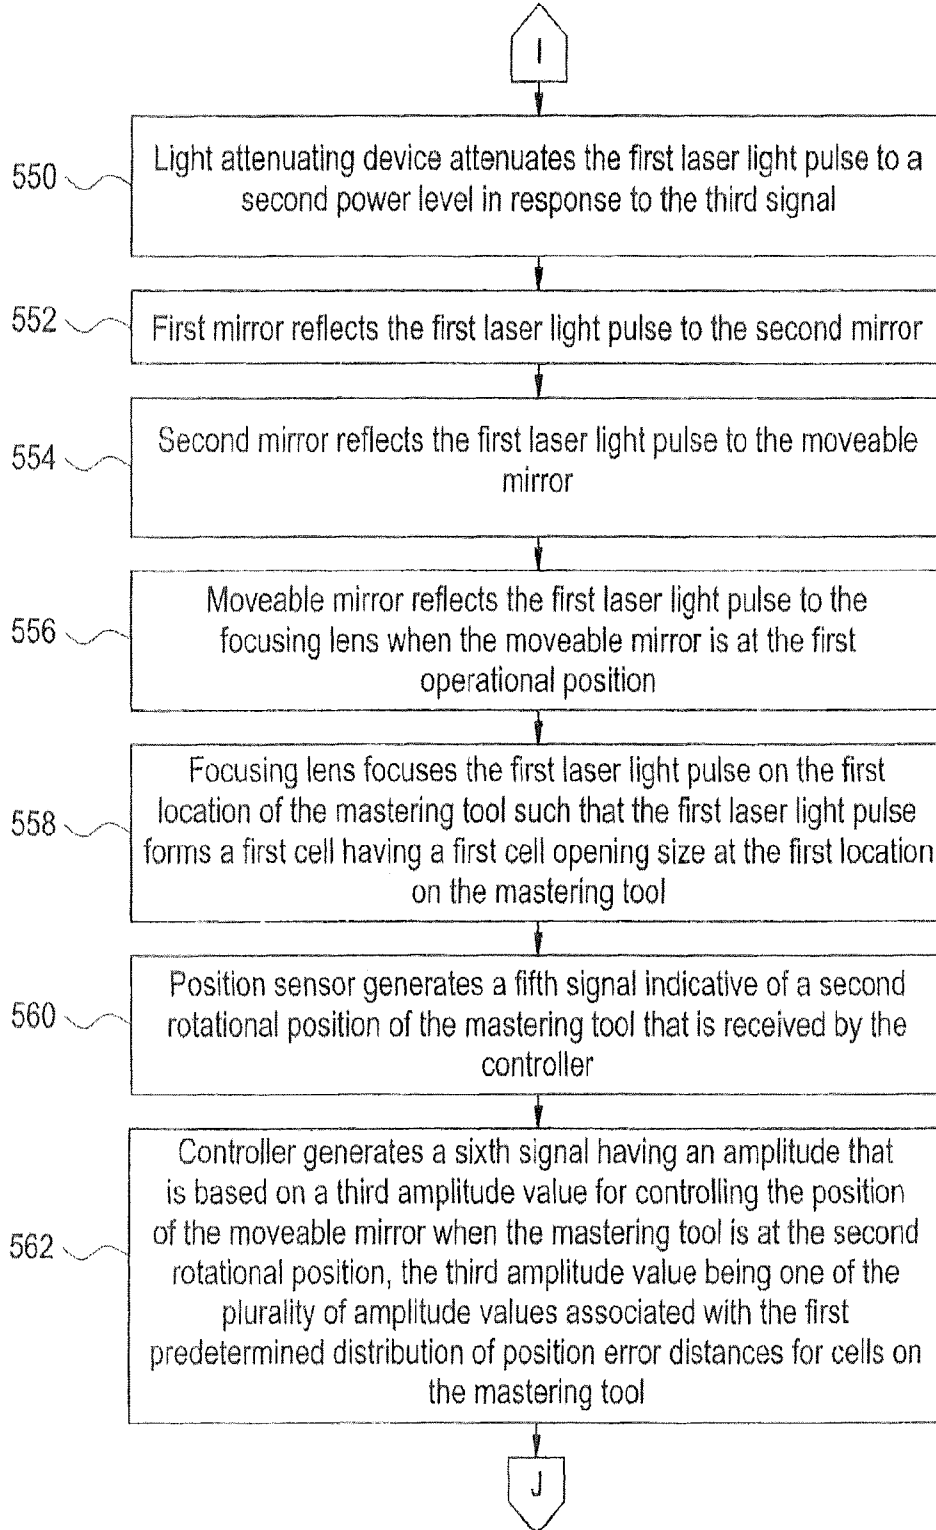 I
550
Light attenuating device attenuates the first laser light pulse to a
second power level in response to the third signal
552
First mirror reflects the first laser light pulse to the second mirror
554
Second mirror reflects the first laser light pulse to the moveable
mirror
556
Moveable mirror reflects the first laser light pulse to the
focusing lens when the moveable mirror is at the first
operational position
558
Focusing lens focuses the first laser light pulse on the first
location of the mastering tool such that the first laser light pulse
forms a first cell having a first cell opening size at the first location
on the mastering tool
560
Position sensor generates a fifth signal indicative of a second
rotational position of the mastering tool that is received by the
controller
562
Controller generates a sixth signal having an amplitude that
is based on a third amplitude value for controlling the position
of the moveable mirror when the mastering tool is at the second
rotational position, the third amplitude value being one of the
plurality of amplitude values associated with the first
predetermined distribution of position error distances for cells on
the mastering tool
J